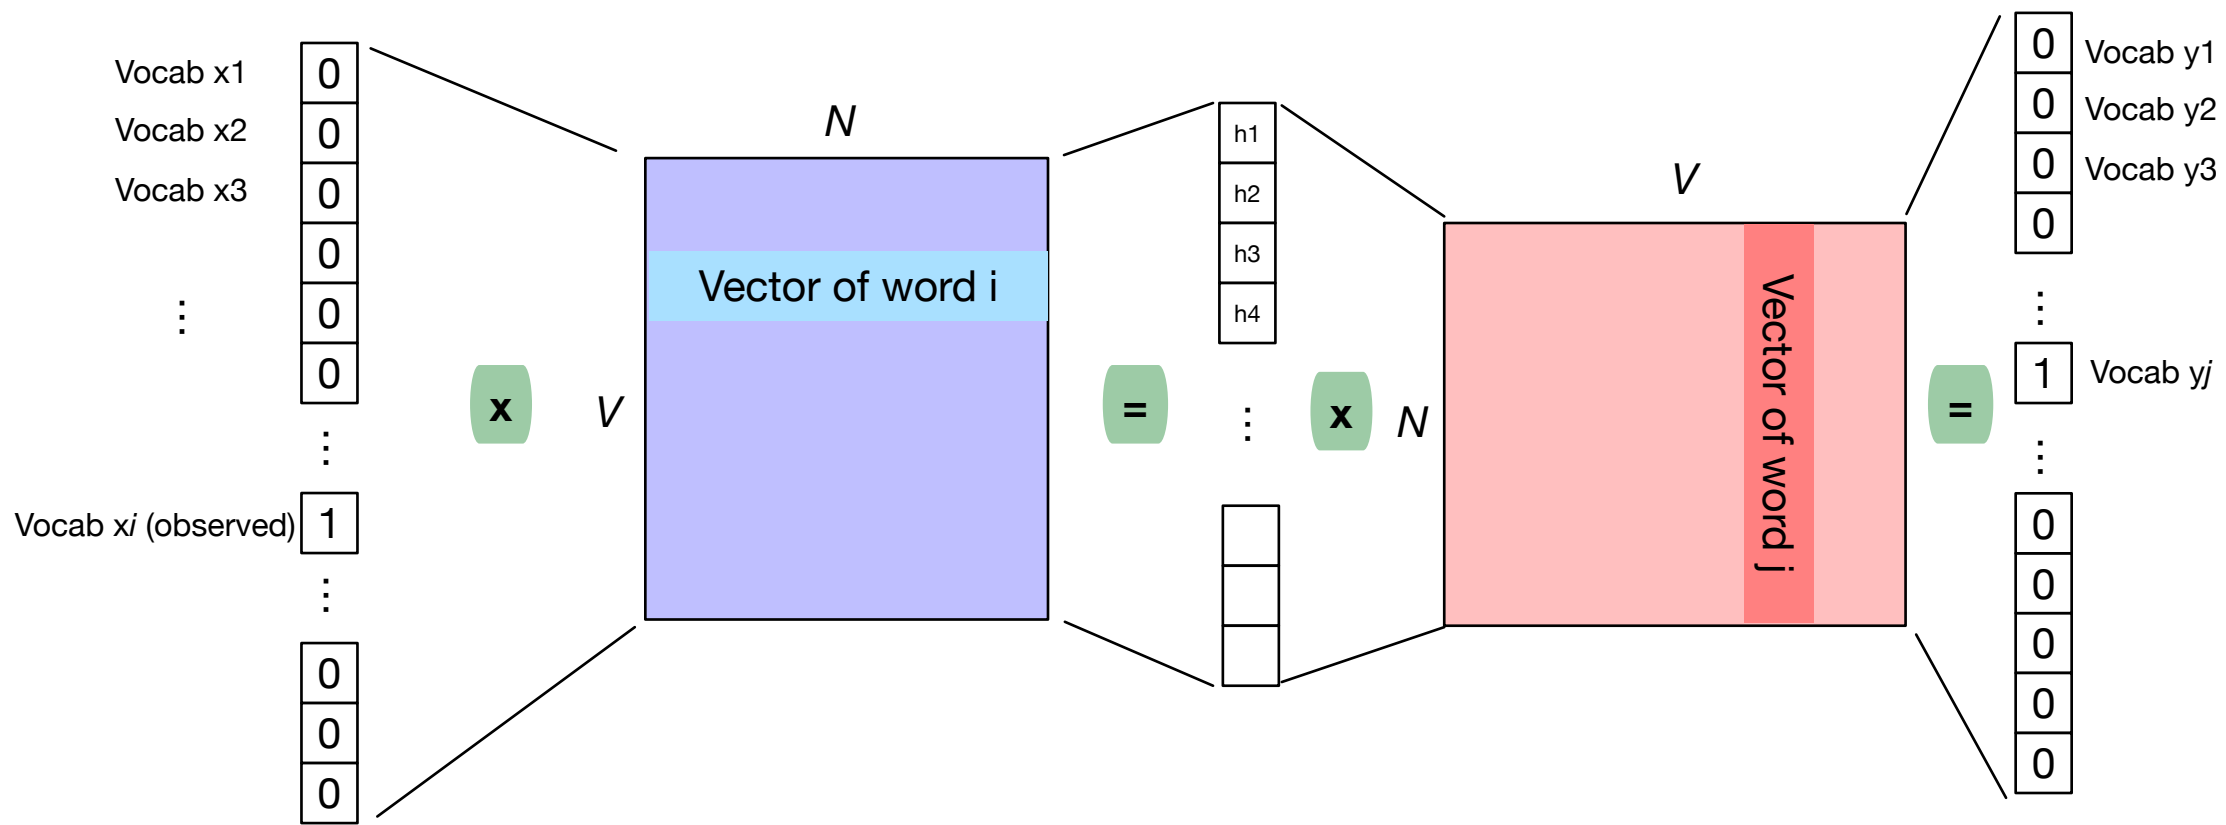 Vocab x1
Vocab x2
Vocab x3
⋮
Vocab xi (observed)
0
0
0
0
0
0
⋮
1
⋮
0
0
0
x
N
V
Vector of word i
=
h1
h2
h3
h4
⋮
x
V
N
Vector of word j
=
0
0
0
0
⋮
1
⋮
0
0
0
0
0
Vocab y1
Vocab y2
Vocab y3
Vocab yj